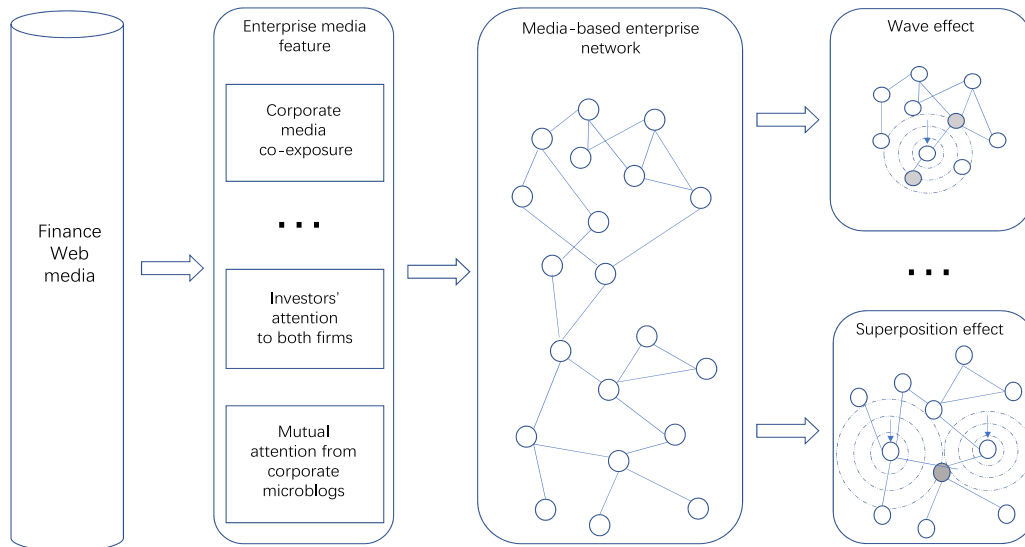 Finance
Web
media
Enterprise media
feature
Corporate
media
co-exposure
...
Investors'
attention
to both firms
Mutual
attention from
corporate
microblogs
Media-based enterprise
network
Wave effect
...
Superposition effect